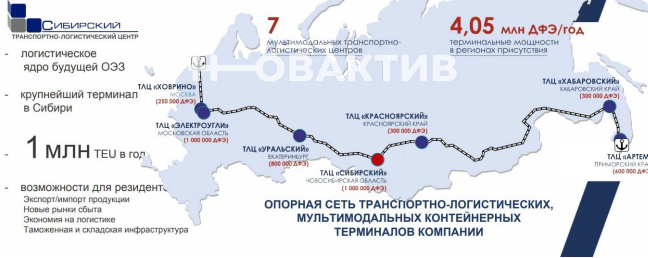 СИБИРСКИЙ
ТРАНСПОРТНО-ЛОГИСТИЧЕСКИЙ ЦЕНТР
- логистическое
ядро будущей ОЭЗ
- крупнейший терминал
в Сибири
- 1 млн TEU в год
- возможности для резидентов
Экспорт/импорт продукции
Новые рынки сбыта
Экономия на логистике
Таможенная и складская инфраструктура
7
мультимодальных транспортно-
логистических центров
4,05 млн ДФЭ/год
терминальные мощности
в регионах присутствия
НОВАКТИВ
ТЛЦ «ХОВРИНО»
МОСКВА
(250 000 ДФЭ)
ТЛЦ «ЭЛЕКТРОУГЛИ»
МОСКОВСКАЯ ОБЛАСТЬ
(1 000 000 ДФЭ)
ТЛЦ «УРАЛЬСКИЙ»
ЕКАТЕРИНБУРГ
(800 000 ДФЭ)
ТЛЦ «СИБИРСКИЙ»
НОВОСИБИРСКАЯ ОБЛАСТЬ
(1 000 000 ДФЭ)
ТЛЦ «КРАСНОЯРСКИЙ»
КРАСНОЯРСКИЙ КРАЙ
(300 000 ДФЭ)
ТЛЦ «ХАБАРОВСКИЙ»
ХАБАРОВСКИЙ КРАЙ
(300 000 ДФЭ)
ТЛЦ «АРТЕМ
ПРИМОРСКИЙ КРА
(600 000 ДФЭ)
ОПОРНАЯ СЕТЬ ТРАНСПОРТНО-ЛОГИСТИЧЕСКИХ,
МУЛЬТИМОДАЛЬНЫХ КОНТЕЙНЕРНЫХ
ТЕРМИНАЛОВ КОМПАНИИ